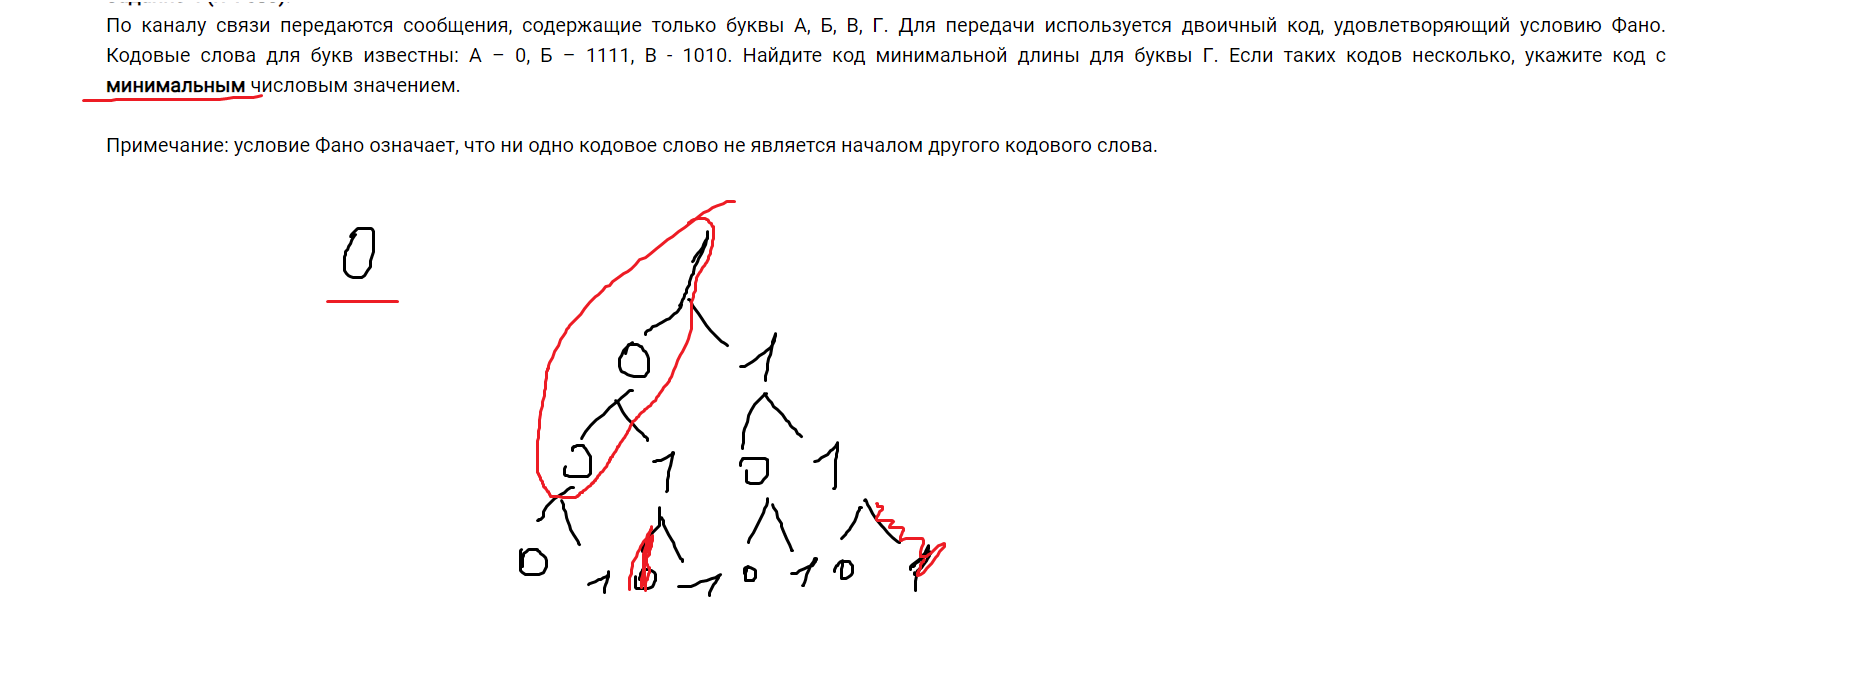 По каналу связи передаются сообщения, содержащие только буквы А, Б, В, Г. Для передачи используется двоичный код, удовлетворяющий условию Фано.
Кодовые слова для букв известны: А – 0, Б – 1111, В - 1010. Найдите код минимальной длины для буквы Г. Если таких кодов несколько, укажите код с
минимальным числовым значением.
Примечание: условие Фано означает, что ни одно кодовое слово не является началом другого кодового слова.
0
0 1
0 1 0 1
0 1 0 1 0 1 0 1